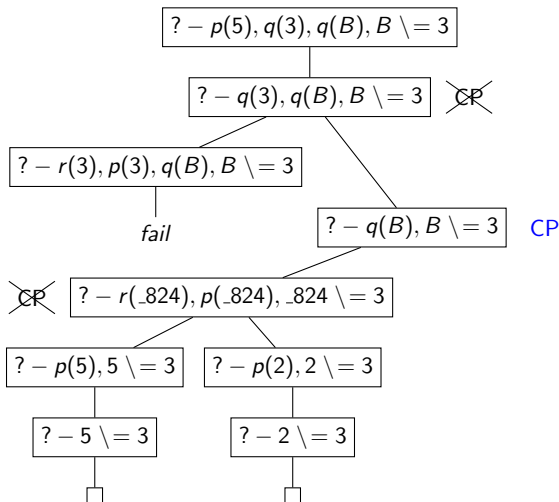 ? − p(5), q(3), q(B), B \= 3
? − q(3), q(B), B \= 3 CP
? − r(3), p(3), q(B), B \= 3
fail
? − q(B), B \= 3 CP
CP ? − r(_824), p(_824), _824 \= 3
? − p(5), 5 \= 3 ? − p(2), 2 \= 3
? − 5 \= 3 ? − 2 \= 3